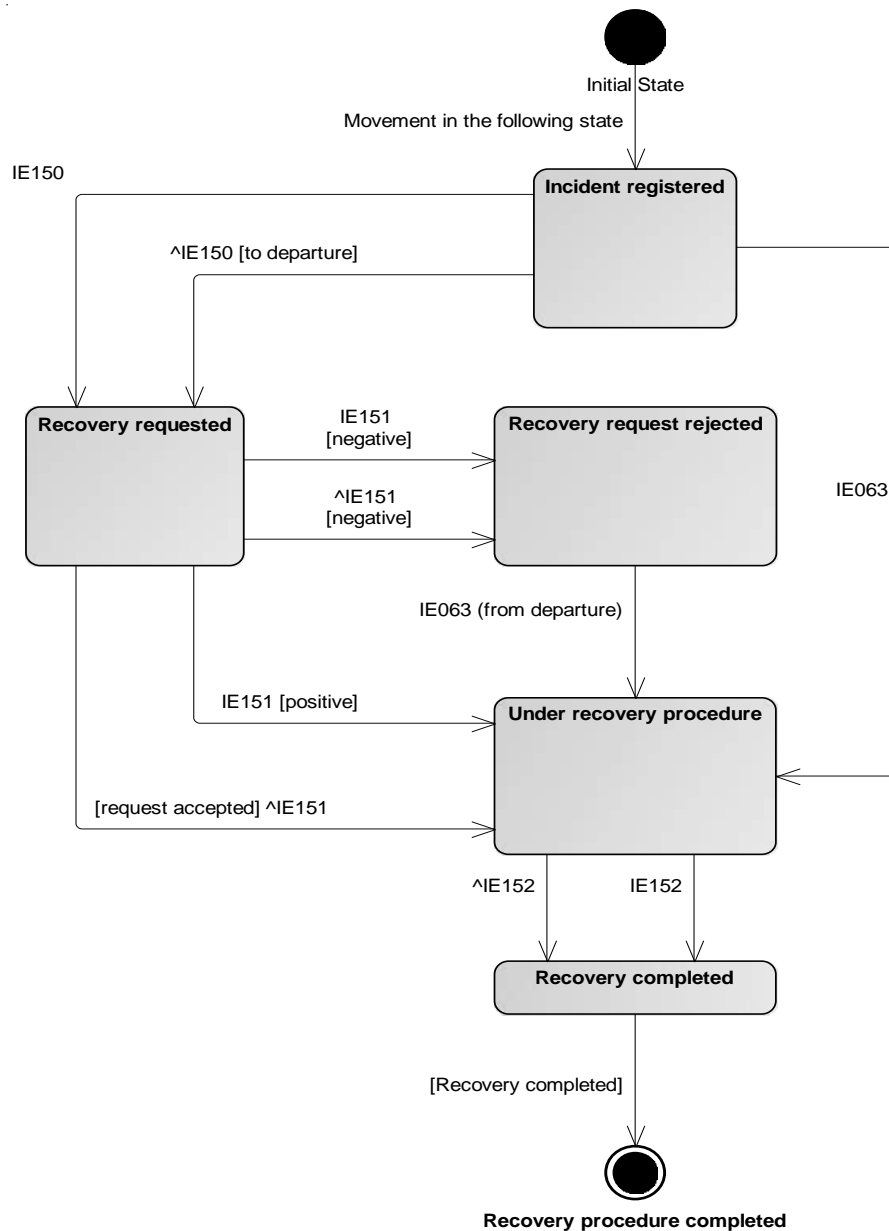 Initial State
Movement in the following state
IE150
Incident registered
^IE150 [to departure]
Recovery requested
IE151
[negative]
Recovery request rejected
^IE151
[negative]
IE063
IE063 (from departure)
IE151 [positive]
Under recovery procedure
[request accepted] ^IE151
^IE152
IE152
Recovery completed
[Recovery completed]
Recovery procedure completed